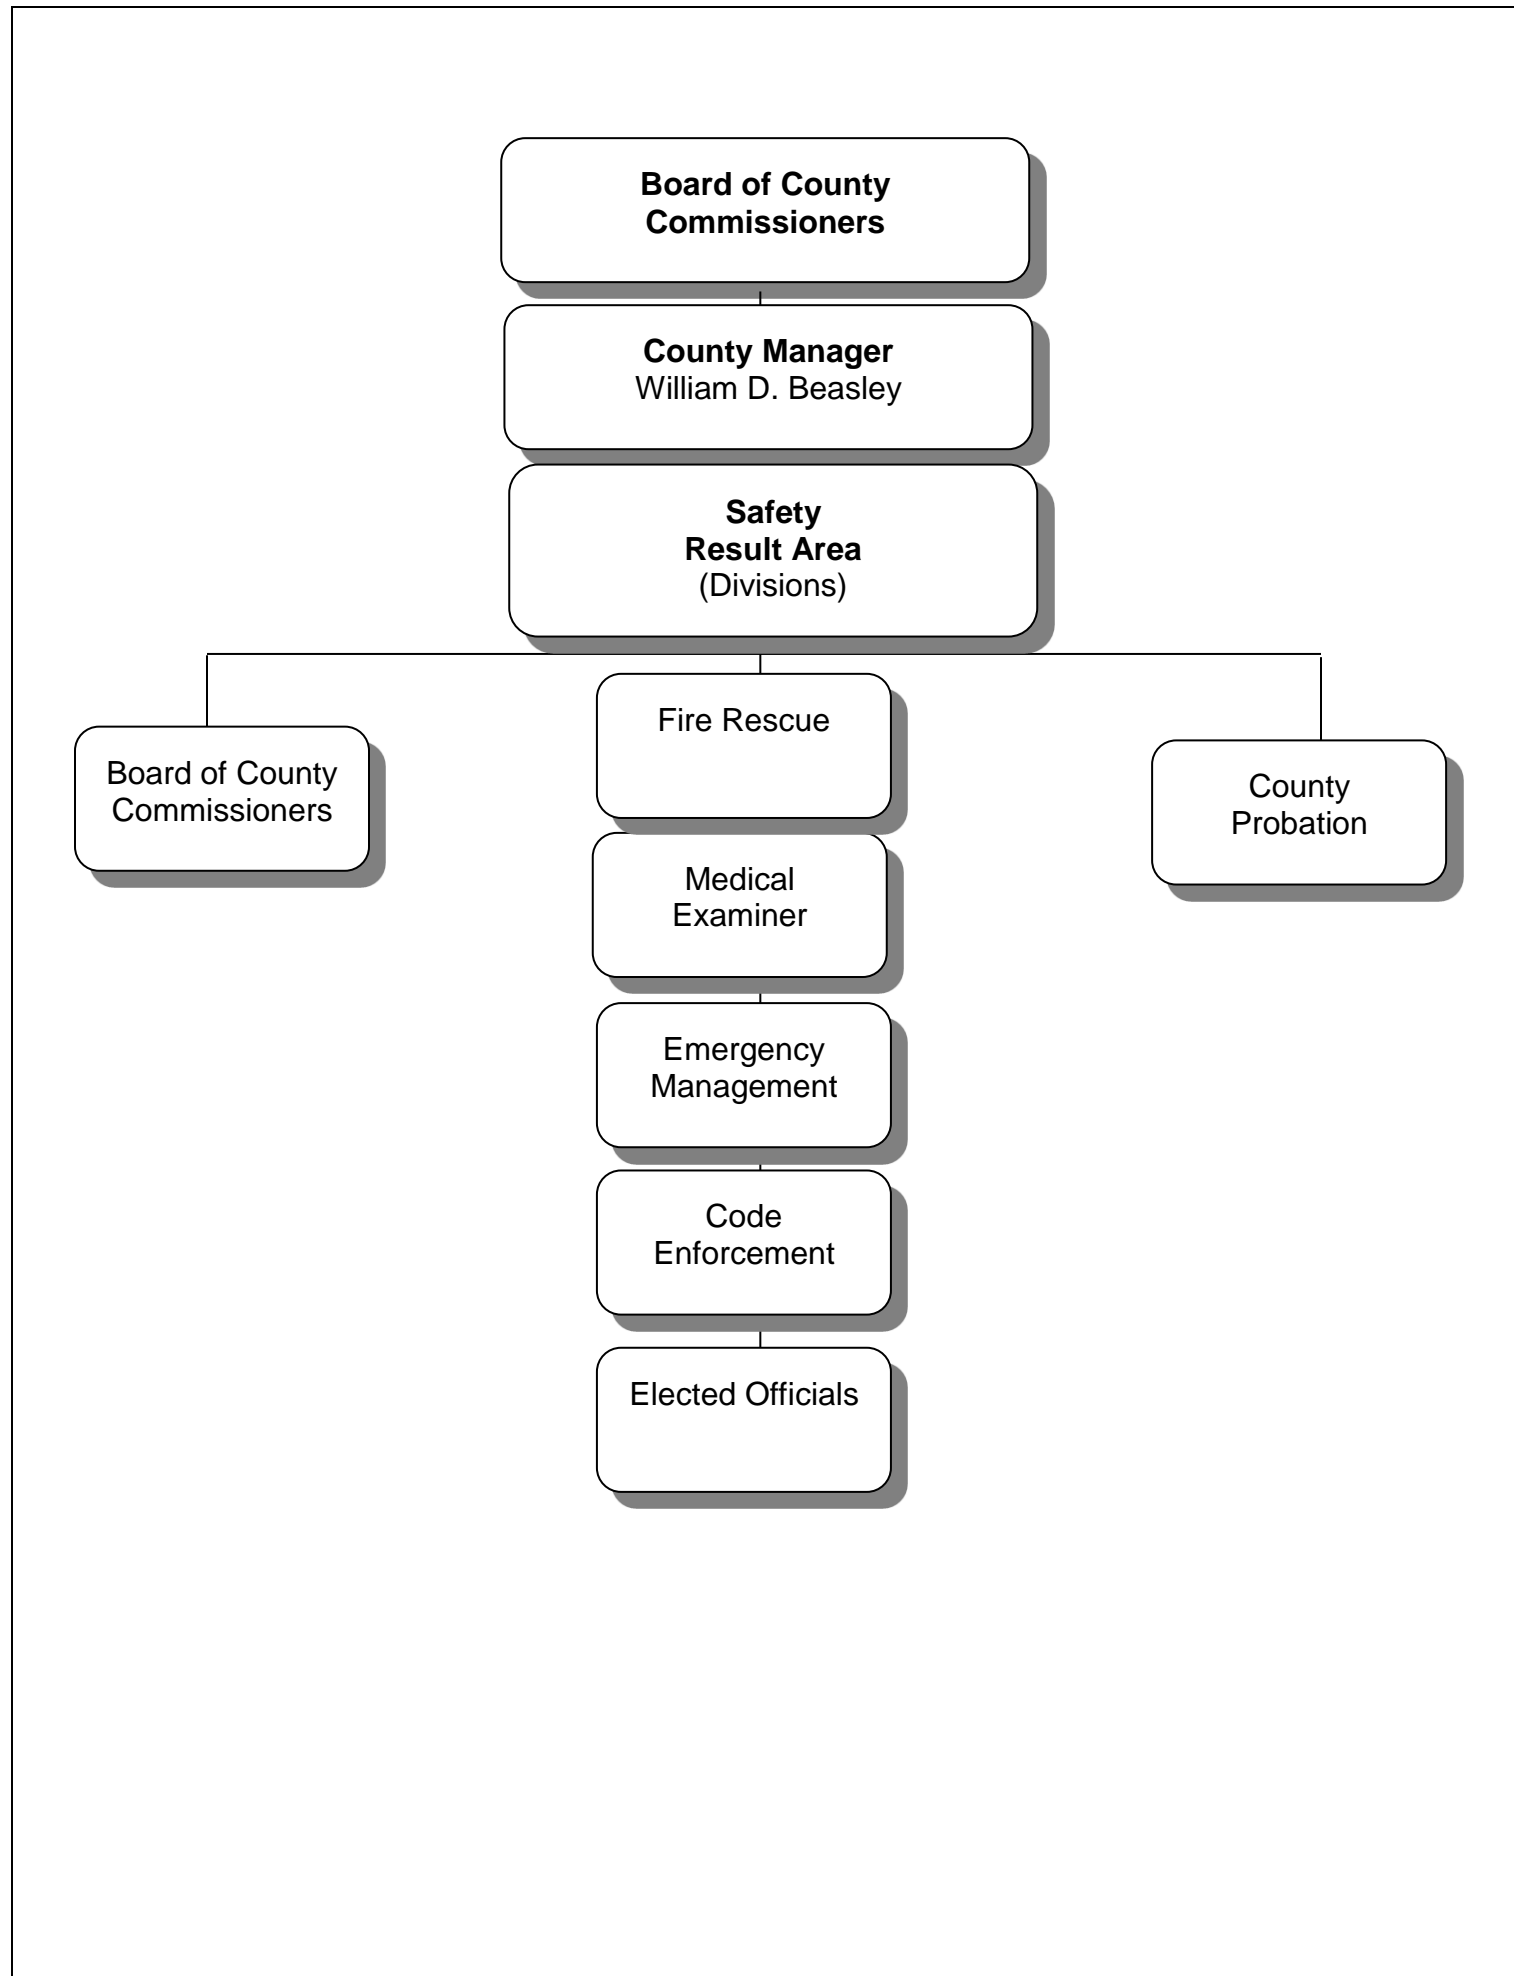 Board of County
Commissioners
County Manager
William D. Beasley
Safety
Result Area
(Divisions)
Board of County
Commissioners
Fire Rescue
County
Probation
Medical
Examiner
Emergency
Management
Code
Enforcement
Elected Officials